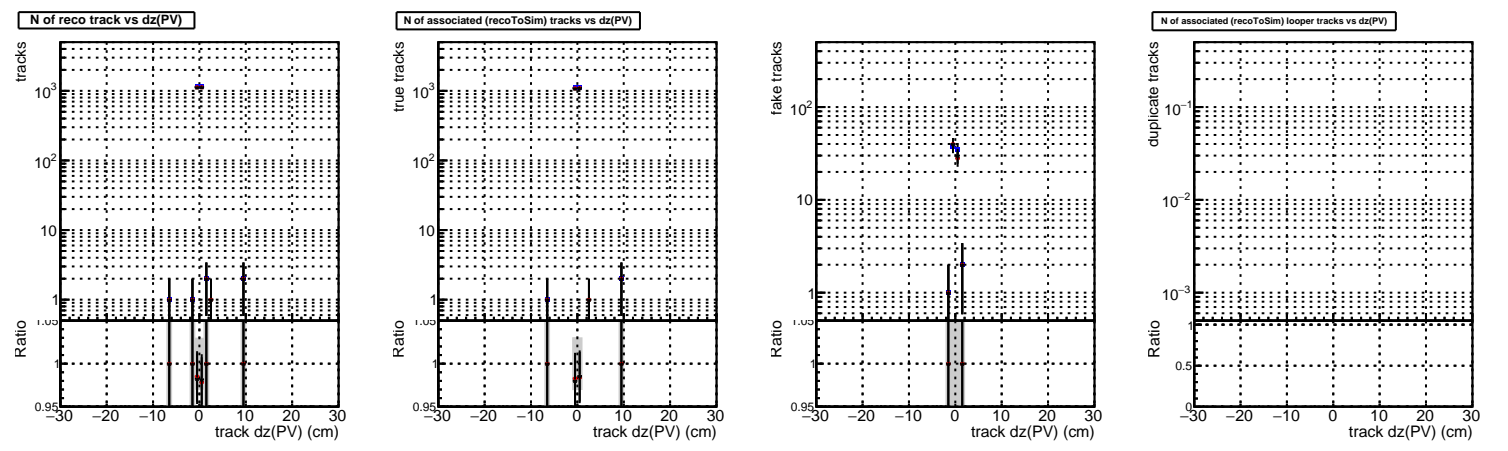 N of reco track vs dz(PV)
tracks
10³
10²
10
1
Ratio
1.05
1
0.95
−30 −20 −10 0 10 20 30
track dz(PV) (cm)
N of associated (recoToSim) tracks vs dz(PV)
true tracks
10³
10²
10
1
Ratio
1.05
1
0.95
−30 −20 −10 0 10 20 30
track dz(PV) (cm)
fake tracks
10²
10
1
Ratio
1.05
1
0.95
−30 −20 −10 0 10 20 30
track dz(PV) (cm)
N of associated (recoToSim) looper tracks vs dz(PV)
duplicate tracks
10⁻¹
10⁻²
10⁻³
Ratio
1
0.5
0
−30 −20 −10 0 10 20 30
track dz(PV) (cm)